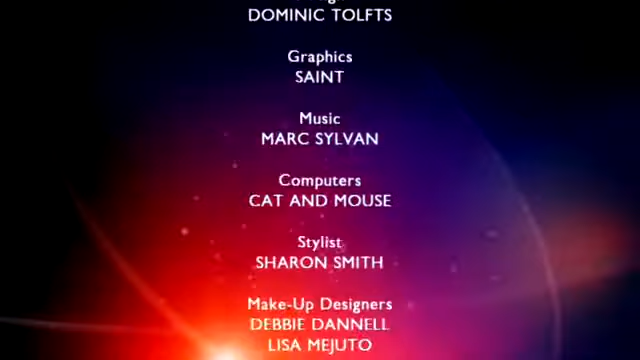 DOMINIC TOLFTS
Graphics
SAINT
Music
MARC SYLVAN
Computers
CAT AND MOUSE
Stylist
SHARON SMITH
Make-Up Designers
DEBBIE DANNELL
LISA MEJUTO